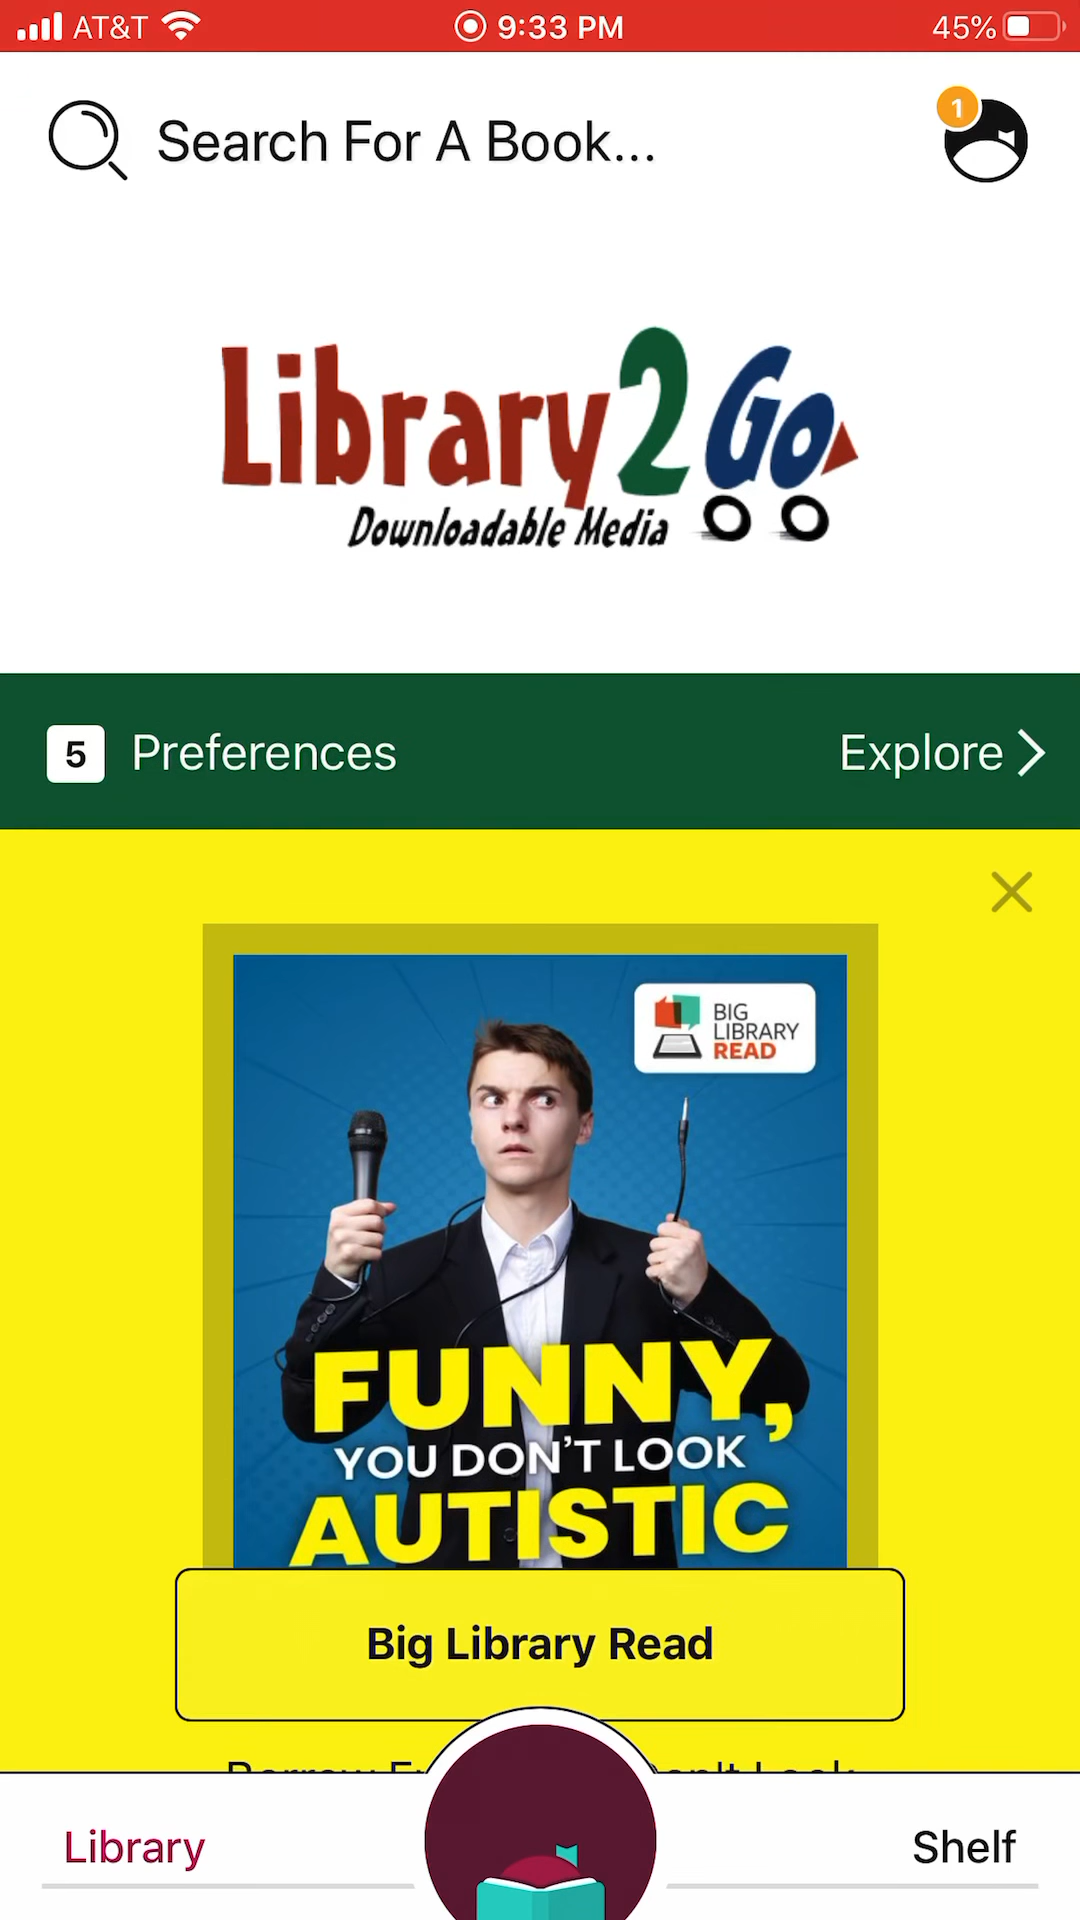 AT&T 9:33 PM 45%
Search For A Book...
1
Library2Go
Downloadable Media
5 Preferences Explore
BIG
LIBRARY
READ
FUNNY,
YOU DON'T LOOK
AUTISTIC
Big Library Read
Library Shelf